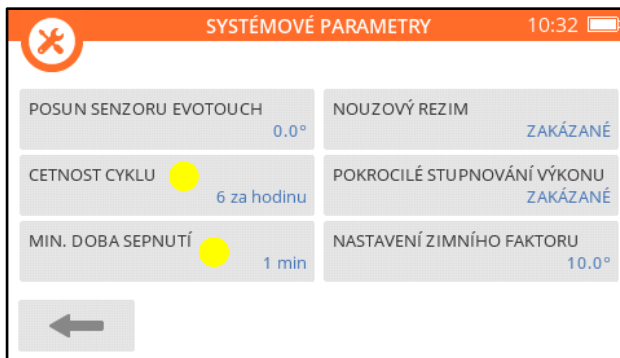 SYSTÉMOVÉ PARAMETRY
10:32
POSUN SENZORU EVOTOUCH
0.0°
NOUZOVÝ REZIM
ZAKÁZANÉ
CETNOST CYKLU
6 za hodinu
POKROCILÉ STUPNOVÁNÍ VÝKONU
ZAKÁZANÉ
MIN. DOBA SEPNUTÍ
1 min
NASTAVENÍ ZIMNÍHO FAKTORU
10.0°